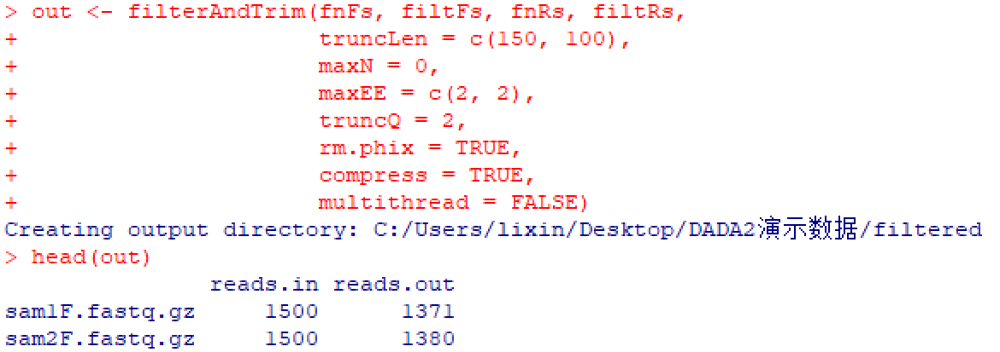 > out <- filterAndTrim(fnFs, filtFs, fnRs, filtRs,
+ truncLen = c(150, 100),
+ maxN = 0,
+ maxEE = c(2, 2),
+ truncQ = 2,
+ rm.phix = TRUE,
+ compress = TRUE,
+ multithread = FALSE)
Creating output directory: C:/Users/lixin/Desktop/DADA2演示数据/filtered
> head(out)
reads.in reads.out
sam1F.fastq.gz 1500 1371
sam2F.fastq.gz 1500 1380